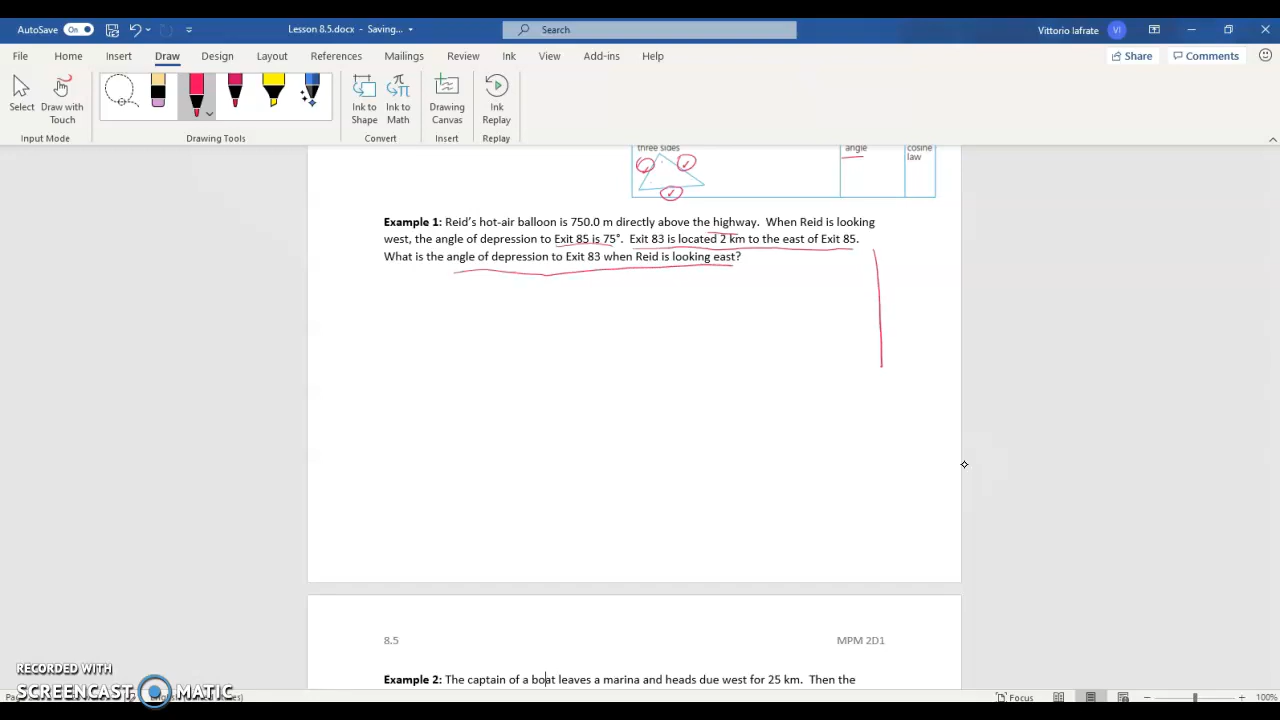 AutoSave On Lesson 8.5.docx - Saving... Search Vittorio Iafrate VI
File Home Insert Draw Design Layout References Mailings Review Ink View Add-ins Help Share Comments
Select Draw with Touch Ink to Shape Ink to Math Drawing Canvas Ink Replay
Input Mode Drawing Tools Convert Insert Replay
three sides angle cosine law
Example 1: Reid's hot-air balloon is 750.0 m directly above the highway. When Reid is looking
west, the angle of depression to Exit 85 is 75°. Exit 83 is located 2 km to the east of Exit 85.
What is the angle of depression to Exit 83 when Reid is looking east?
8.5 MPM 2D1
Example 2: The captain of a boat leaves a marina and heads due west for 25 km. Then the
RECORDED WITH
SCREENCAST MATIC
Focus 100%